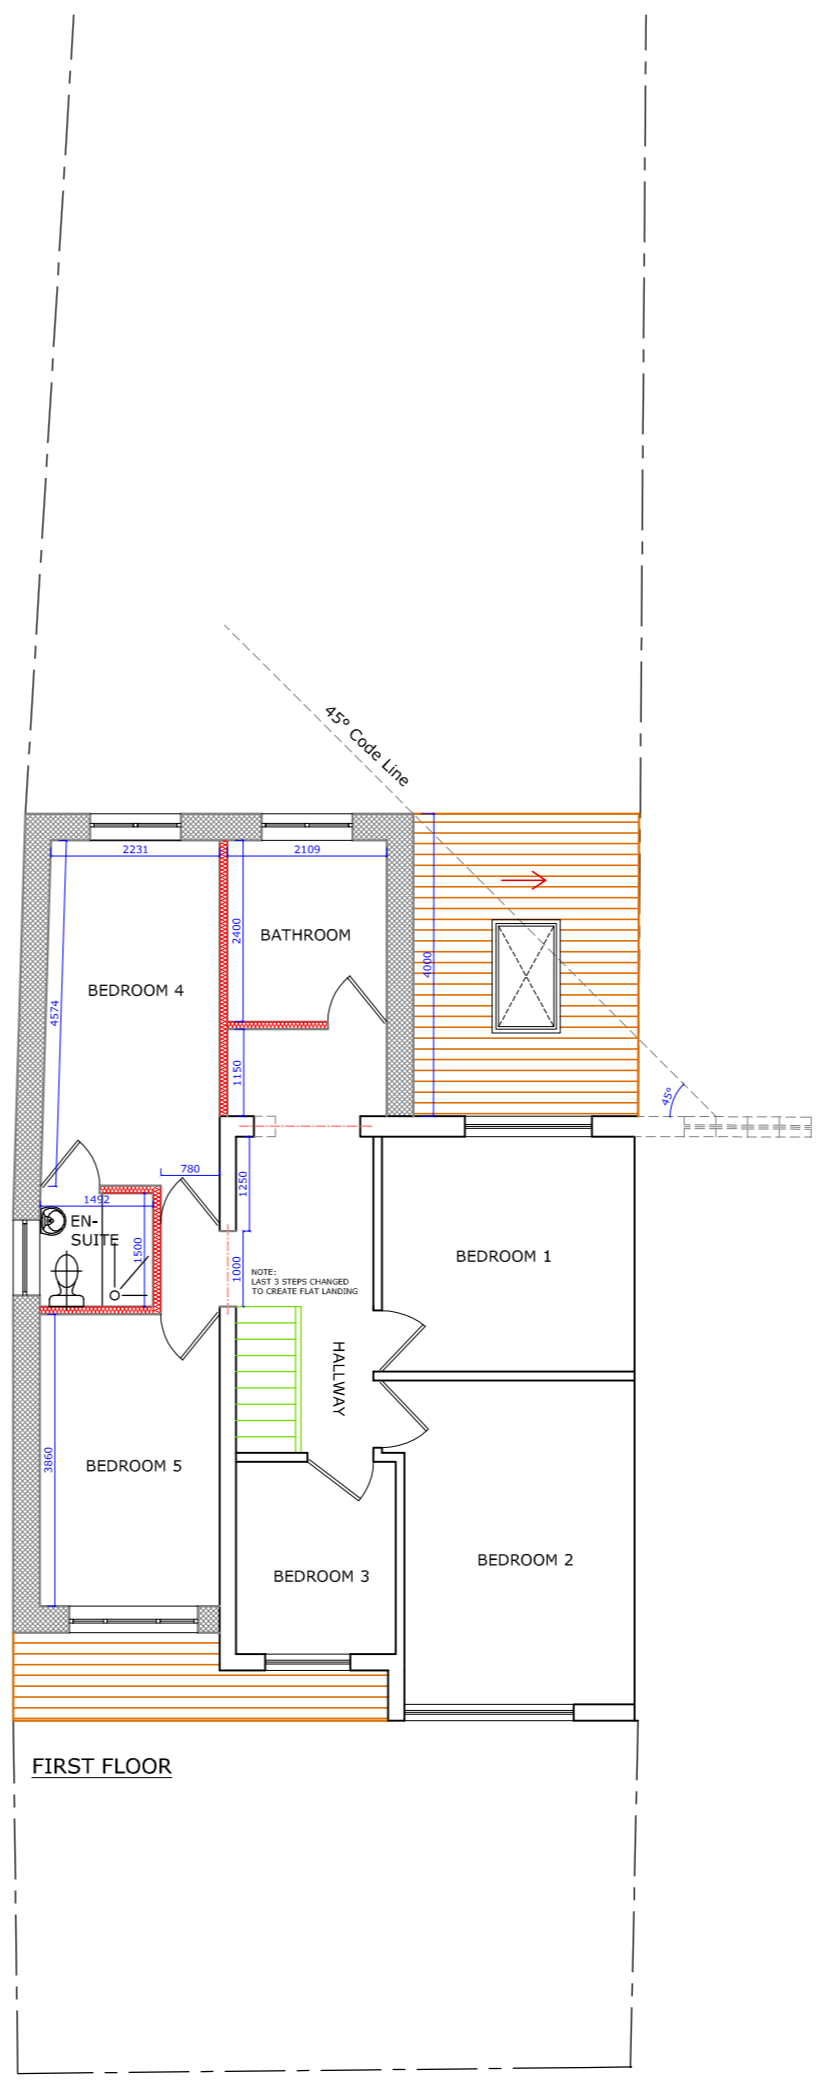 45° Code Line
2231
2109
2400
BATHROOM
4000
BEDROOM 4
4574
1150
45°
780
1250
1492
EN-
SUITE
1500
BEDROOM 1
1000
NOTE:
LAST 3 STEPS CHANGED
TO CREATE FLAT LANDING
HALLWAY
3860
BEDROOM 5
BEDROOM 2
BEDROOM 3
FIRST FLOOR